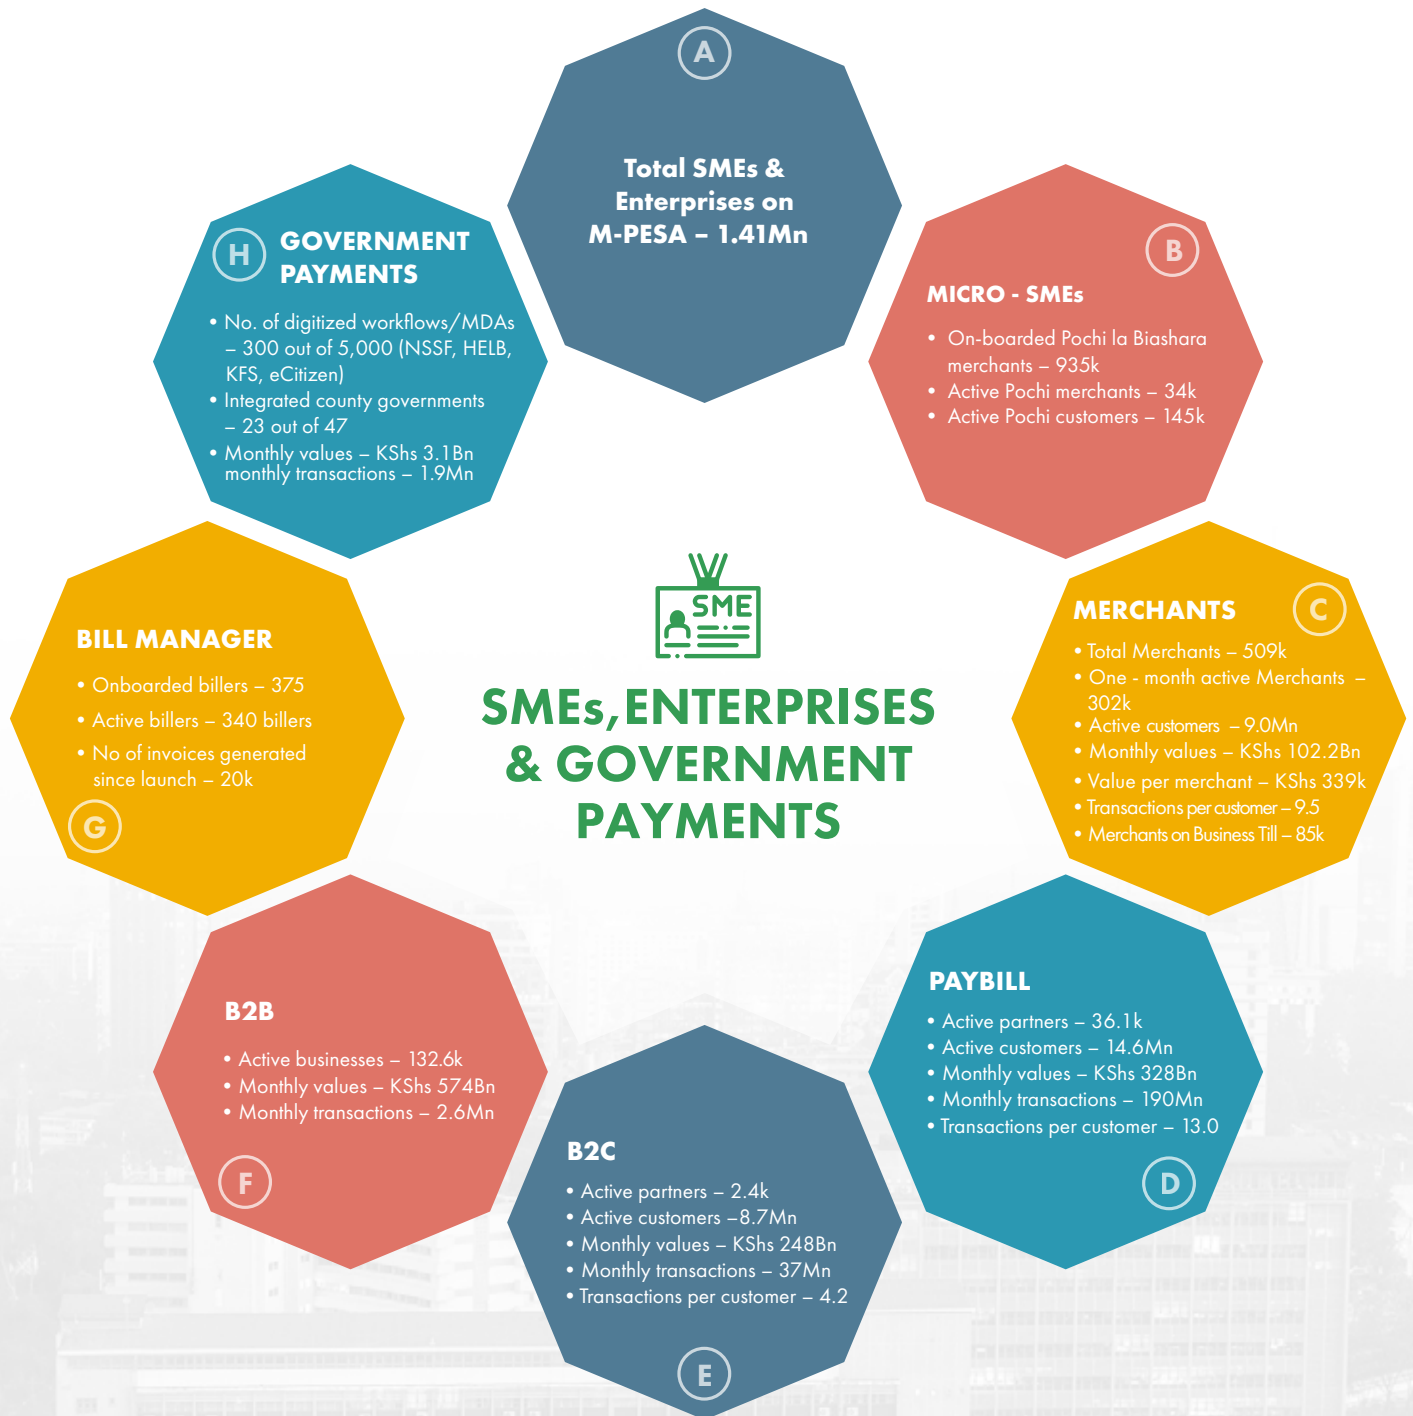 A
Total SMEs &
Enterprises on
M-PESA – 1.41Mn
B
MICRO - SMEs
• On-boarded Pochi la Biashara
merchants – 935k
• Active Pochi merchants – 34k
• Active Pochi customers – 145k
C
MERCHANTS
• Total Merchants – 509k
• One - month active Merchants –
302k
• Active customers – 9.0Mn
• Monthly values – KShs 102.2Bn
• Value per merchant – KShs 339k
• Transactions per customer – 9.5
• Merchants on Business Till – 85k
PAYBILL
• Active partners – 36.1k
• Active customers – 14.6Mn
• Monthly values – KShs 328Bn
• Monthly transactions – 190Mn
• Transactions per customer – 13.0
D
B2C
• Active partners – 2.4k
• Active customers –8.7Mn
• Monthly values – KShs 248Bn
• Monthly transactions – 37Mn
• Transactions per customer – 4.2
E
B2B
• Active businesses – 132.6k
• Monthly values – KShs 574Bn
• Monthly transactions – 2.6Mn
F
BILL MANAGER
• Onboarded billers – 375
• Active billers – 340 billers
• No of invoices generated
since launch – 20k
G
H
GOVERNMENT
PAYMENTS
• No. of digitized workflows/MDAs
– 300 out of 5,000 (NSSF, HELB,
KFS, eCitizen)
• Integrated county governments
– 23 out of 47
• Monthly values – KShs 3.1Bn
monthly transactions – 1.9Mn
SME
SMEs, ENTERPRISES
& GOVERNMENT
PAYMENTS